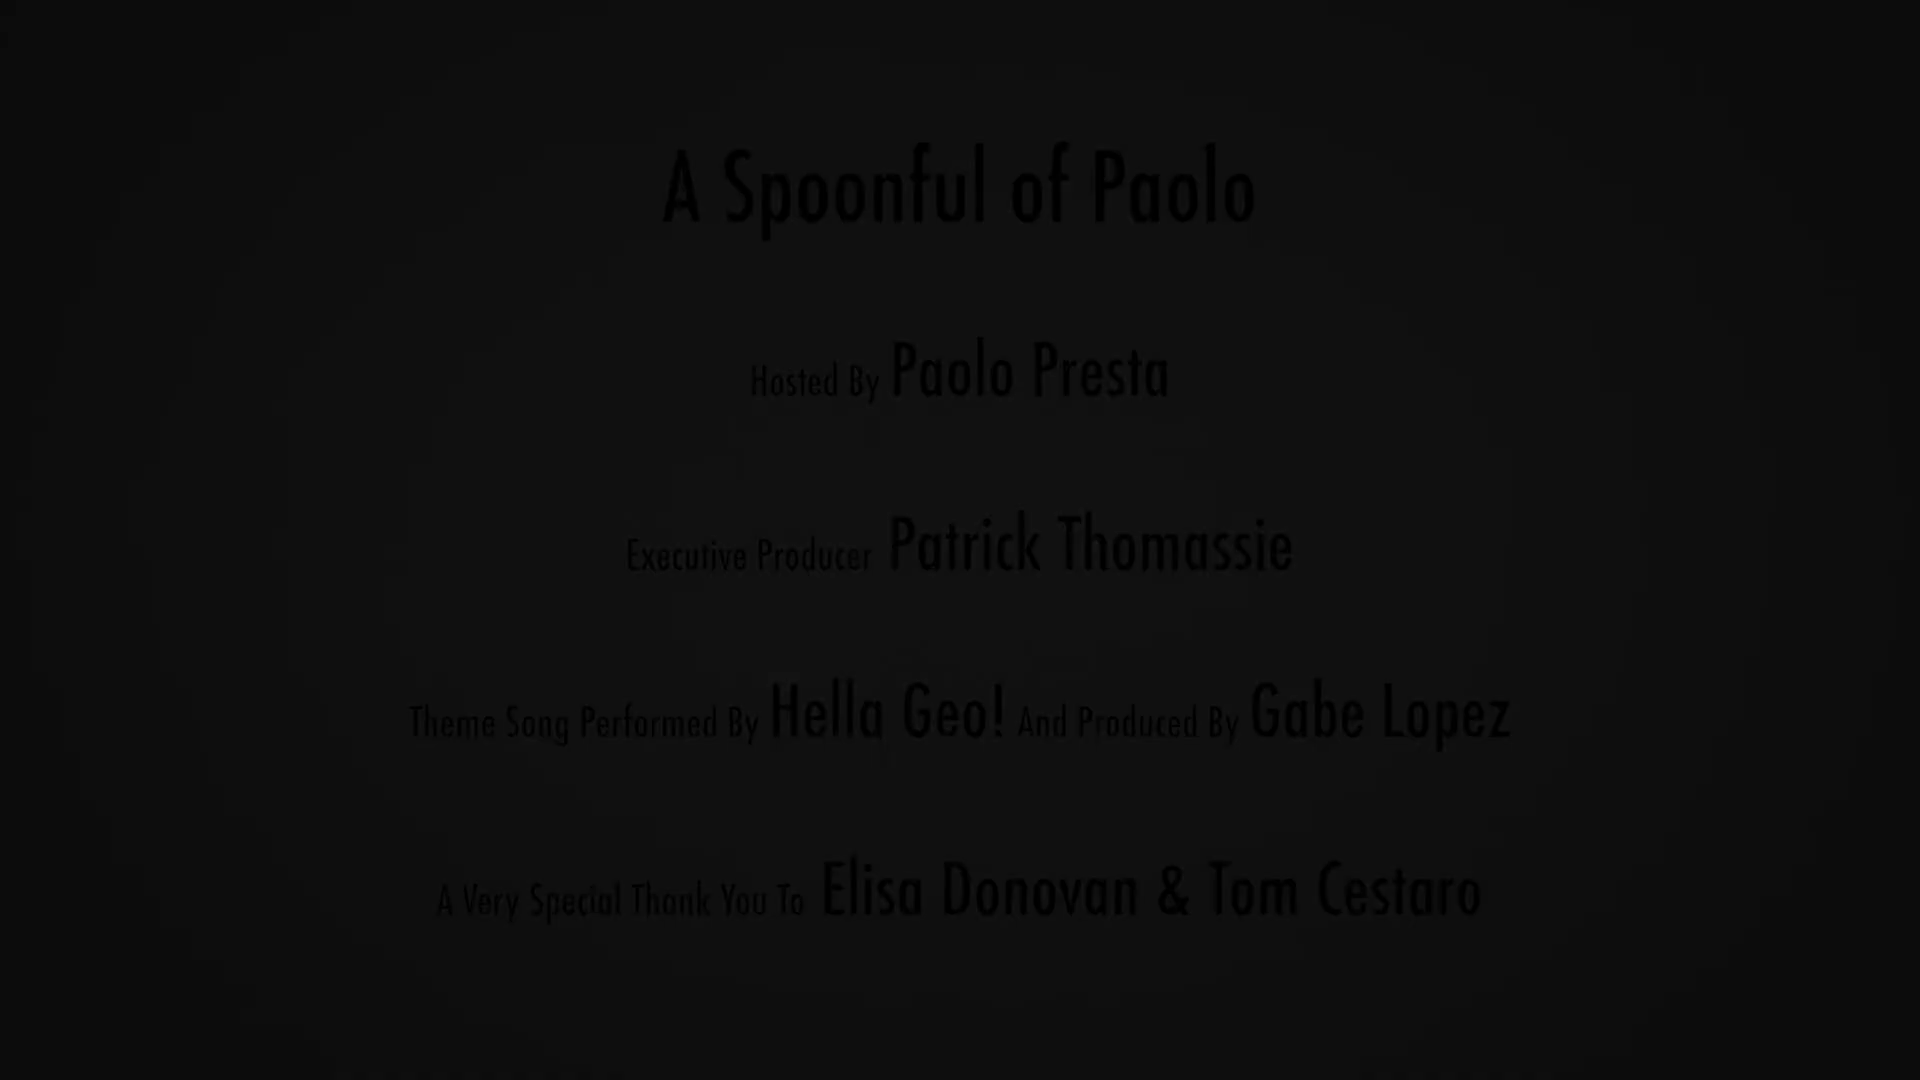 A Spoonful of Paolo
Hosted By Paolo Presta
Executive Producer Patrick Thomassie
Theme Song Performed By Hella Geo! And Produced By Gabe Lopez
A Very Special Thank You To Elisa Donovan & Tom Cestaro